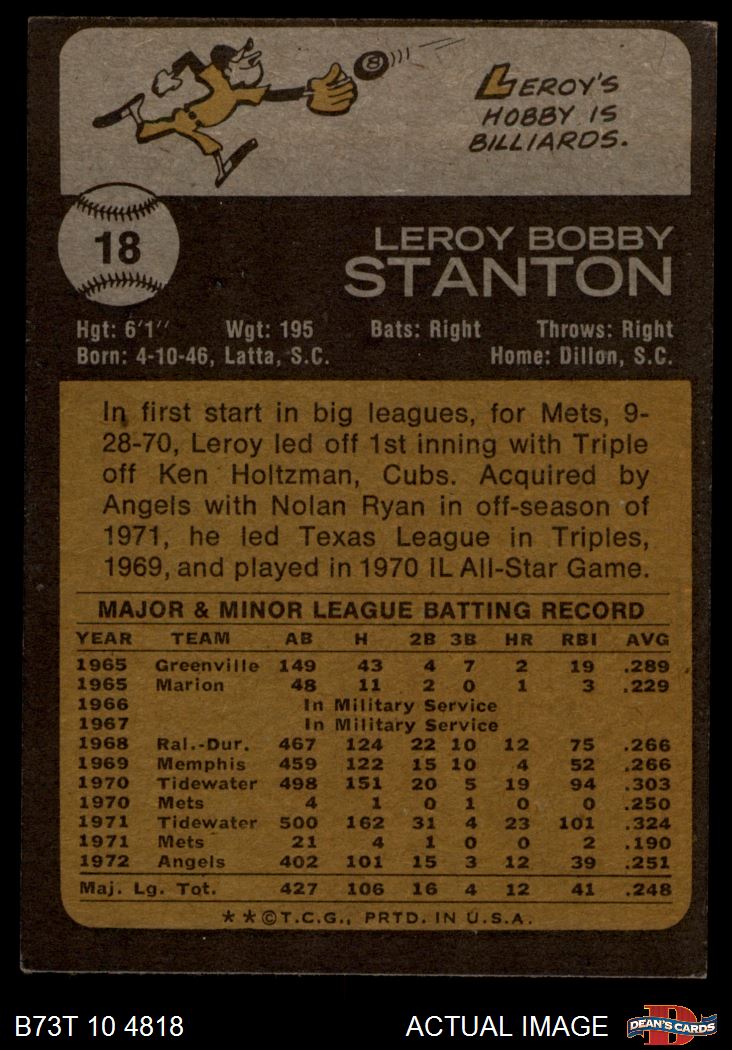 8
LEROY'S
HOBBY IS
BILLIARDS.
18
LEROY BOBBY
STANTON
Hgt: 6'1" Wgt: 195 Bats: Right Throws: Right
Born: 4-10-46, Latta, S.C. Home: Dillon, S.C.
In first start in big leagues, for Mets, 9-
28-70, Leroy led off 1st inning with Triple
off Ken Holtzman, Cubs. Acquired by
Angels with Nolan Ryan in off-season of
1971, he led Texas League in Triples,
1969, and played in 1970 IL All-Star Game.
MAJOR & MINOR LEAGUE BATTING RECORD
YEAR TEAM AB H 2B 3B HR RBI AVG
1965 Greenville 149 43 4 7 2 19 .289
1965 Marion 48 11 2 0 1 3 .229
1966 In Military Service
1967 In Military Service
1968 Ral.-Dur. 467 124 22 10 12 75 .266
1969 Memphis 459 122 15 10 4 52 .266
1970 Tidewater 498 151 20 5 19 94 .303
1970 Mets 4 1 0 1 0 0 .250
1971 Tidewater 500 162 31 4 23 101 .324
1971 Mets 21 4 1 0 0 2 .190
1972 Angels 402 101 15 3 12 39 .251
Maj. Lg. Tot. 427 106 16 4 12 41 .248
* * © T.C.G., PRTD. IN U.S.A.
B73T 10 4818 ACTUAL IMAGE
D
DEAN'S CARDS